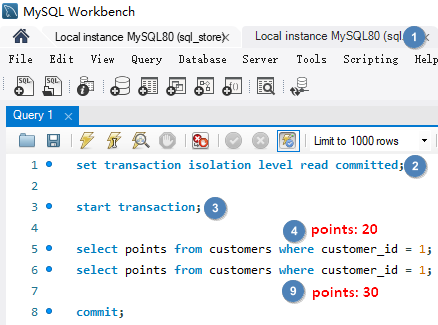 MySQL Workbench
Local instance MySQL80 (sql_store) Local instance MySQL80 (sql 1
File Edit View Query Database Server Tools Scripting Help
Query 1
Limit to 1000 rows
1 set transaction isolation level read committed; 2
2
3 start transaction; 3
4 4 points: 20
5 select points from customers where customer_id = 1;
6 select points from customers where customer_id = 1;
7 9 points: 30
8 commit;